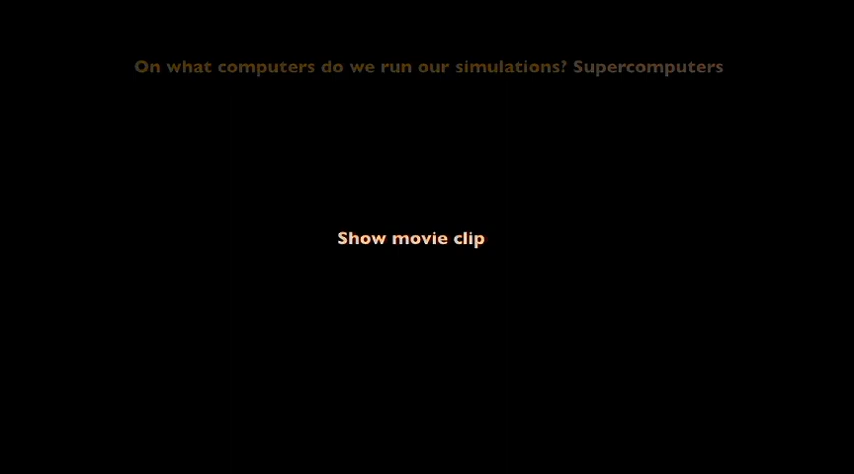 On what computers do we run our simulations? Supercomputers
Show movie clip